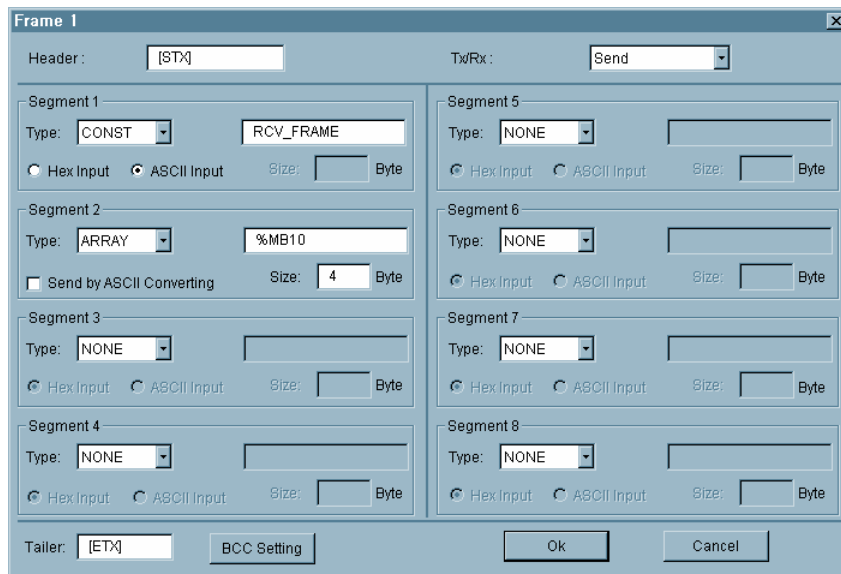 Frame 1
Header: [STX] Tx/Rx: Send
Segment 1
Type: CONST RCV_FRAME
Hex Input ASCII Input Size: Byte
Segment 2
Type: ARRAY %MB10
Send by ASCII Converting Size: 4 Byte
Segment 3
Type: NONE
Hex Input ASCII Input Size: Byte
Segment 4
Type: NONE
Hex Input ASCII Input Size: Byte
Segment 5
Type: NONE
Hex Input ASCII Input Size: Byte
Segment 6
Type: NONE
Hex Input ASCII Input Size: Byte
Segment 7
Type: NONE
Hex Input ASCII Input Size: Byte
Segment 8
Type: NONE
Hex Input ASCII Input Size: Byte
Tailer: [ETX] BCC Setting Ok Cancel